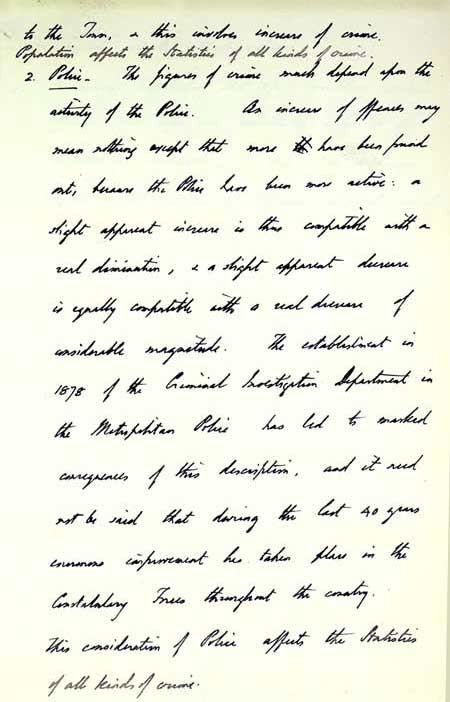 to the Town, & this involves increase of crime.
Population affects the Statistics of all kinds of crime.
2. Police - The figures of crime much depend upon the
activity of the Police. An increase of offences may
mean nothing except that more have been found
out, because the Police have been more active: a
slight apparent increase is thus compatible with a
real diminution, & a slight apparent decrease
is equally compatible with a real decrease of
considerable magnitude. The establishment in
1878 of the Criminal Investigation Department in
the Metropolitan Police has led to marked
consequences of this description, and it need
not be said that during the last 40 years
enormous improvement has taken place in the
Constabulary Forces throughout the country.
This consideration of Police affects the Statistics
of all kinds of crime.